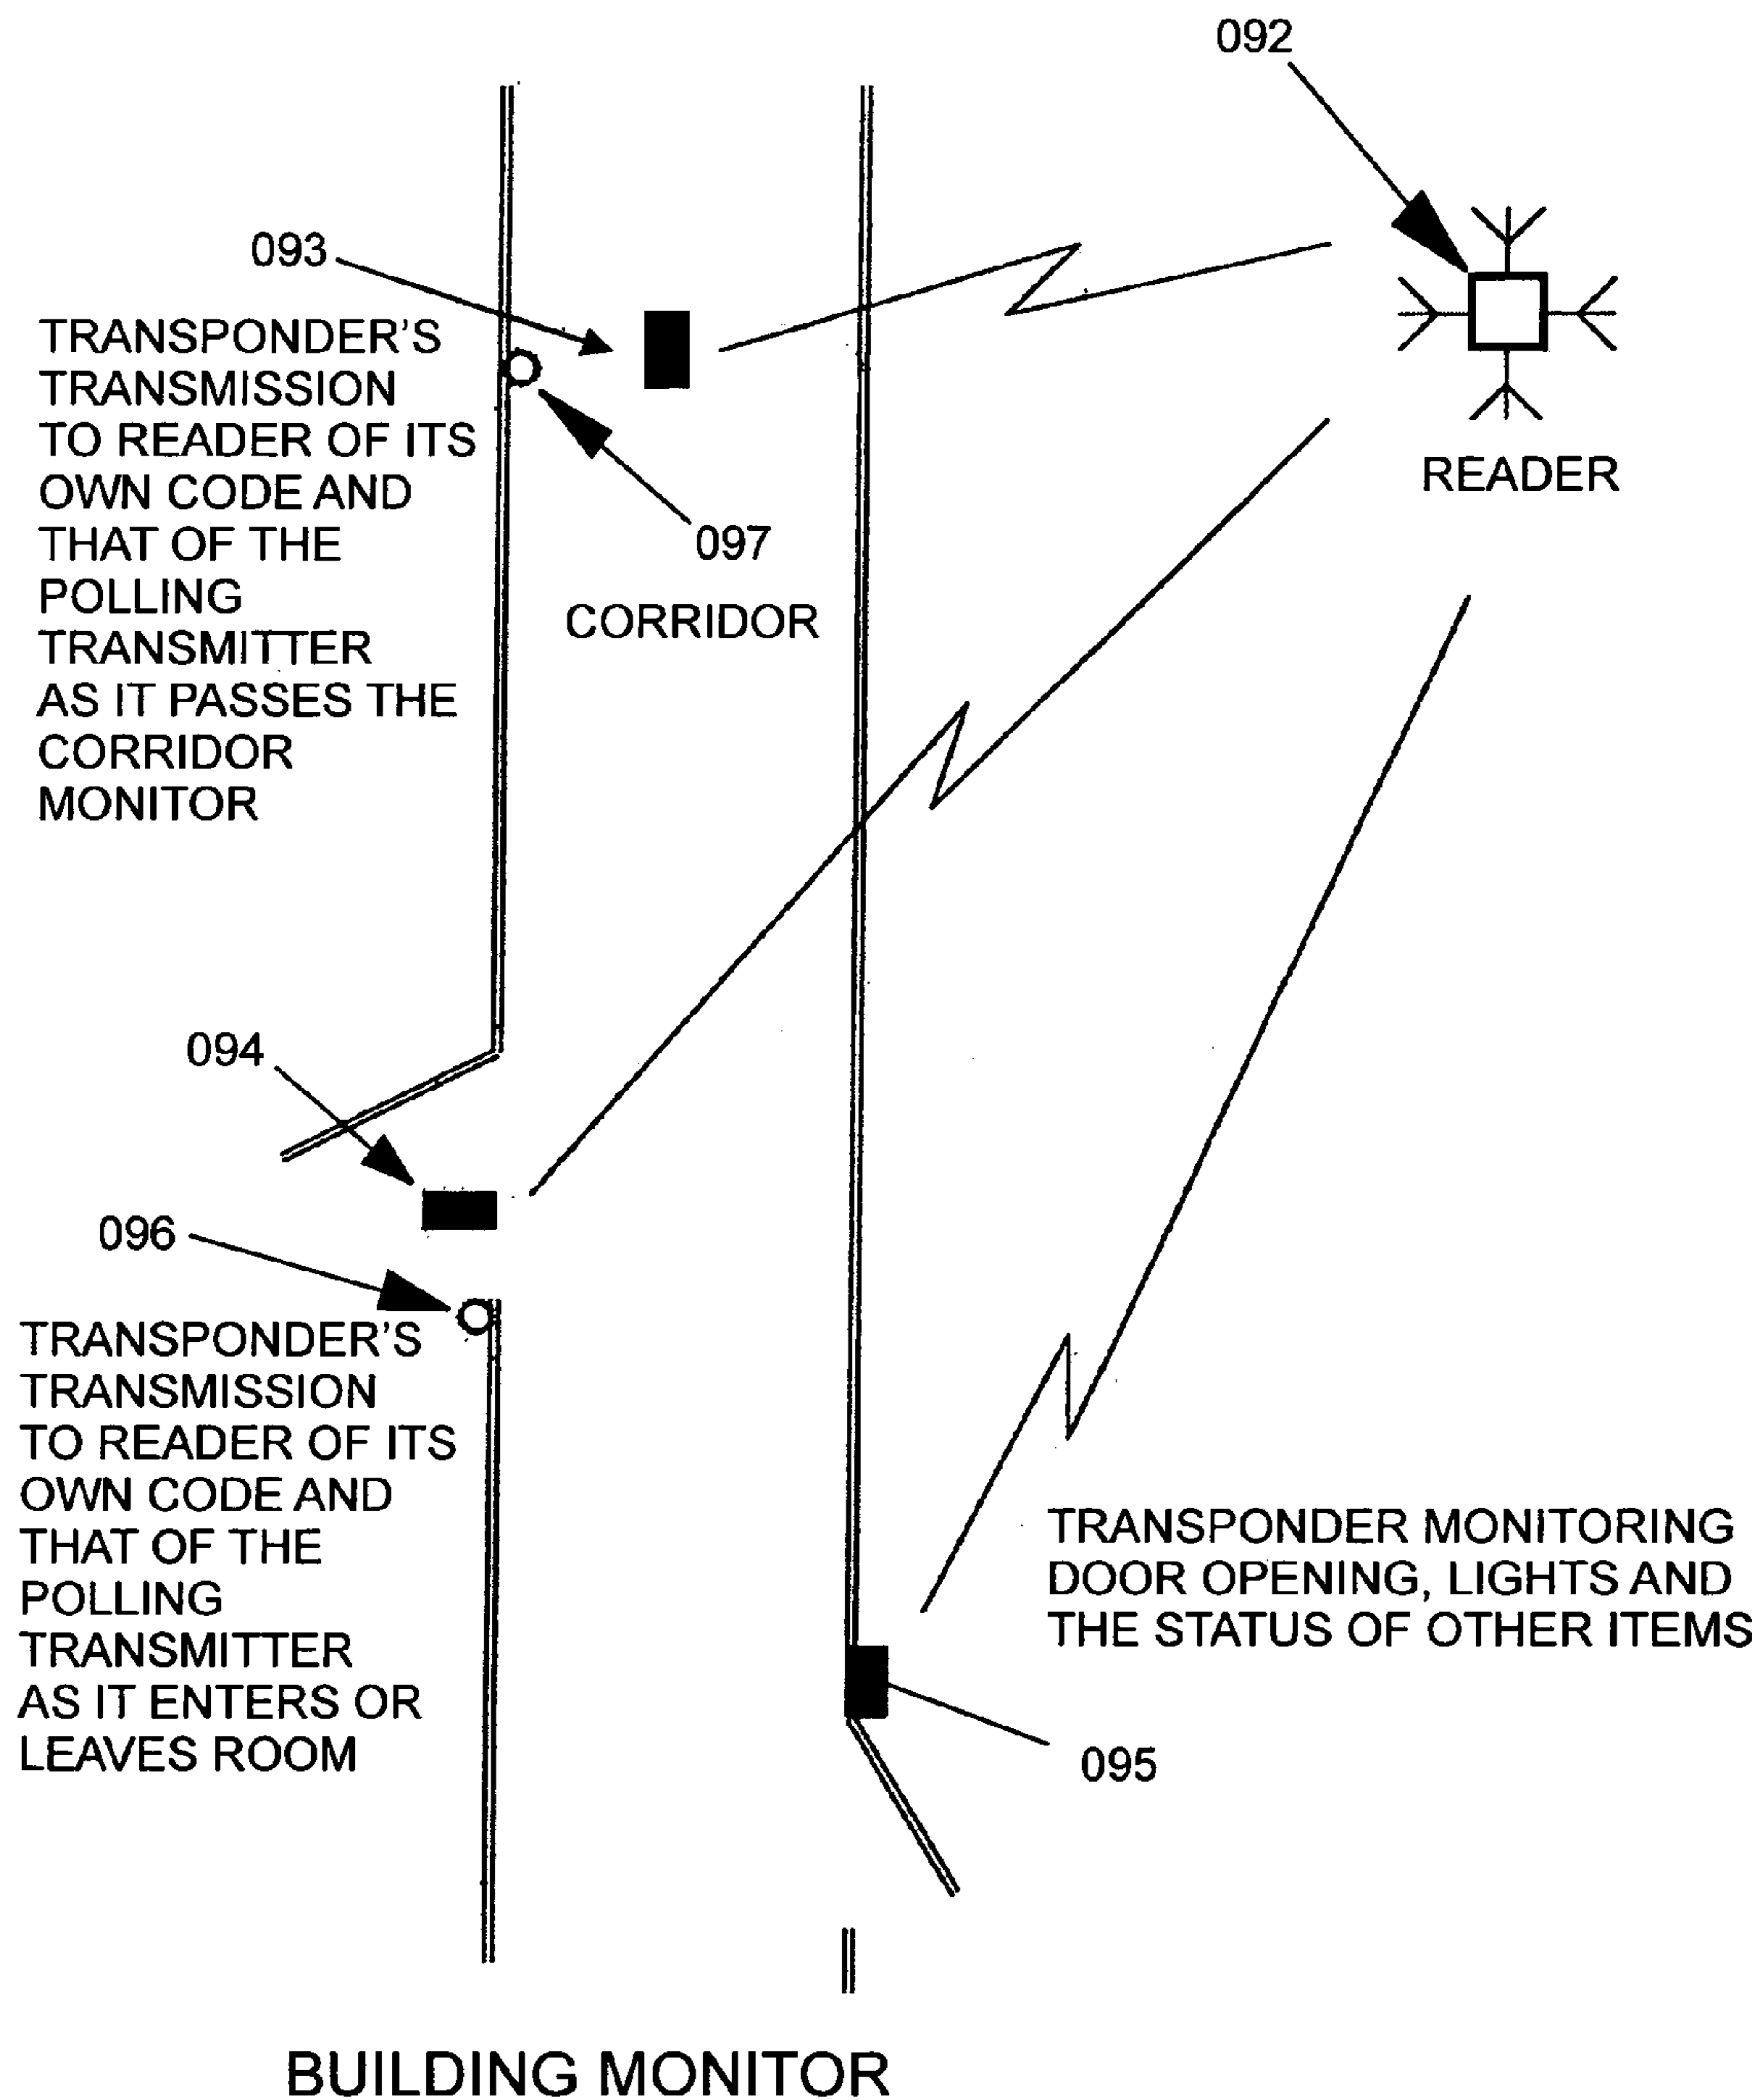 092
093
TRANSPONDER'S
TRANSMISSION
TO READER OF ITS
OWN CODE AND
THAT OF THE
POLLING
TRANSMITTER
AS IT PASSES THE
CORRIDOR
MONITOR
READER
097
CORRIDOR
094
096
TRANSPONDER'S
TRANSMISSION
TO READER OF ITS
OWN CODE AND
THAT OF THE
POLLING
TRANSMITTER
AS IT ENTERS OR
LEAVES ROOM
TRANSPONDER MONITORING
DOOR OPENING, LIGHTS AND
THE STATUS OF OTHER ITEMS
095
BUILDING MONITOR